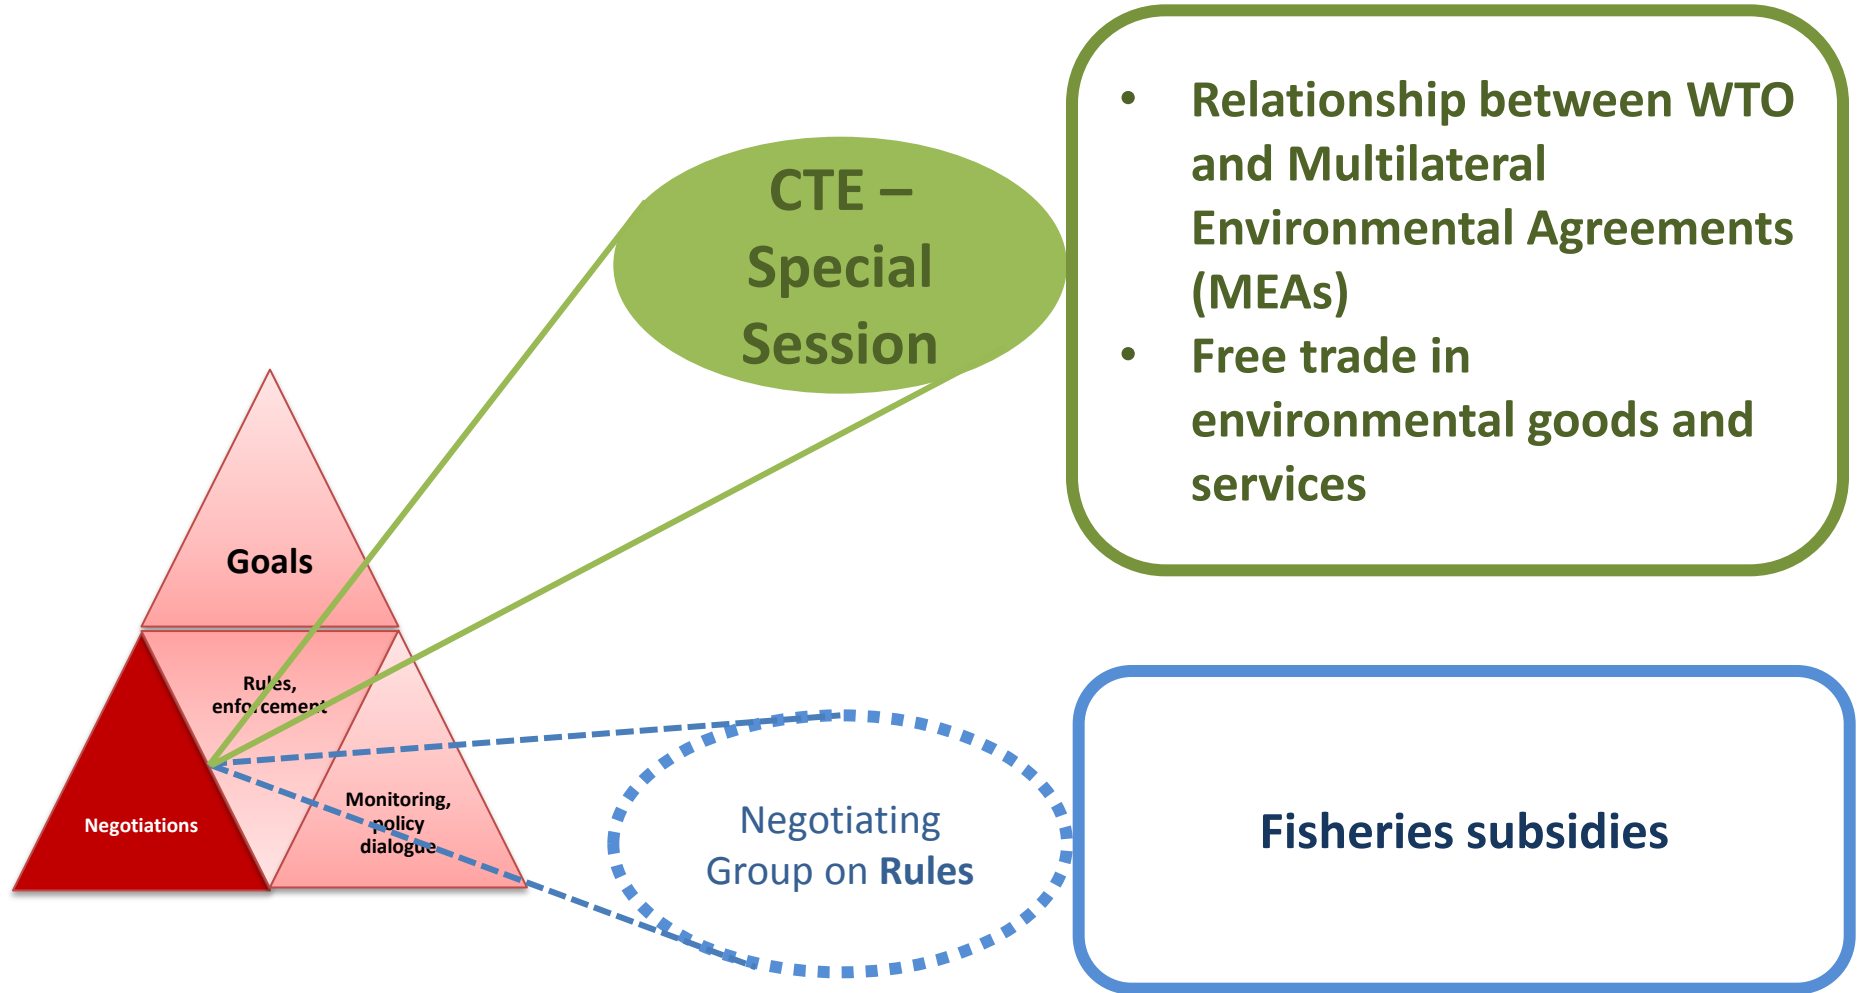 CTE –
Special
Session
• Relationship between WTO
and Multilateral
Environmental Agreements
(MEAs)
• Free trade in
environmental goods and
services
Goals
Rules,
enforcement
Negotiations
Monitoring,
policy
dialogue
Negotiating
Group on Rules
Fisheries subsidies